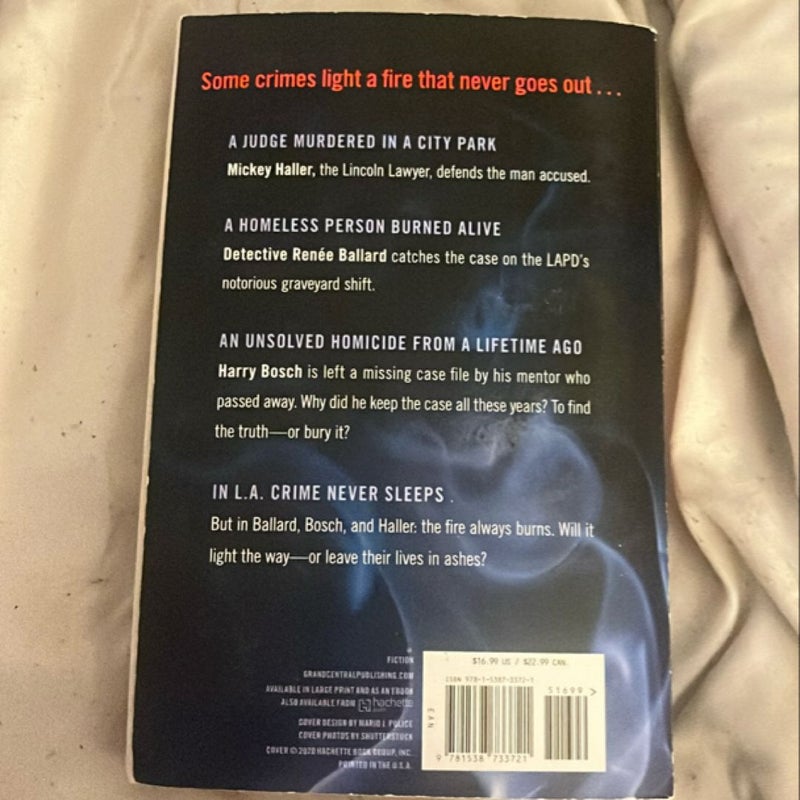 Some crimes light a fire that never goes out...
A JUDGE MURDERED IN A CITY PARK
Mickey Haller, the Lincoln Lawyer, defends the man accused.
A HOMELESS PERSON BURNED ALIVE
Detective Renée Ballard catches the case on the LAPD's
notorious graveyard shift.
AN UNSOLVED HOMICIDE FROM A LIFETIME AGO
Harry Bosch is left a missing case file by his mentor who
passed away. Why did he keep the case all these years? To find
the truth—or bury it?
IN L.A. CRIME NEVER SLEEPS.
But in Ballard, Bosch, and Haller: the fire always burns. Will it
light the way—or leave their lives in ashes?
FICTION
GRANDCENTRALPUBLISHING.COM
AVAILABLE IN LARGE PRINT AND AS AN EBOOK
ALSO AVAILABLE FROM hachette
COVER DESIGN BY MARIO J. PULICE
COVER PHOTOS BY SHUTTERSTOCK
COVER © 2020 HACHETTE BOOK GROUP, INC.
PRINTED IN THE U.S.A.
$16.99 US / $22.99 CAN.
ISBN 978-1-5387-3372-1
51699 >
EAN
9 781538 733721